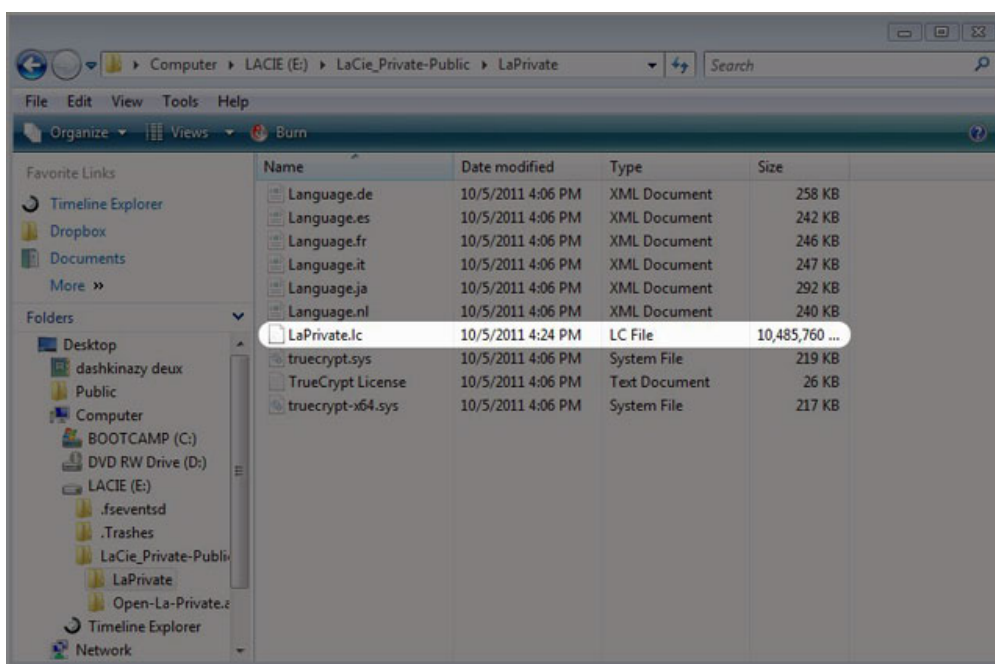 Computer ▸ LACIE (E:) ▸ LaCie_Private-Public ▸ LaPrivate Search
File Edit View Tools Help
Organize Views Burn
Favorite Links
Timeline Explorer
Dropbox
Documents
More »
Folders
Desktop
dashkinazy deux
Public
Computer
BOOTCAMP (C:)
DVD RW Drive (D:)
LACIE (E:)
.fseventsd
.Trashes
LaCie_Private-Public
LaPrivate
Open-La-Private.a
Timeline Explorer
Network
Name Date modified Type Size
Language.de 10/5/2011 4:06 PM XML Document 258 KB
Language.es 10/5/2011 4:06 PM XML Document 242 KB
Language.fr 10/5/2011 4:06 PM XML Document 246 KB
Language.it 10/5/2011 4:06 PM XML Document 247 KB
Language.ja 10/5/2011 4:06 PM XML Document 292 KB
Language.nl 10/5/2011 4:06 PM XML Document 240 KB
LaPrivate.lc 10/5/2011 4:24 PM LC File 10,485,760 ...
truecrypt.sys 10/5/2011 4:06 PM System File 219 KB
TrueCrypt License 10/5/2011 4:06 PM Text Document 26 KB
truecrypt-x64.sys 10/5/2011 4:06 PM System File 217 KB